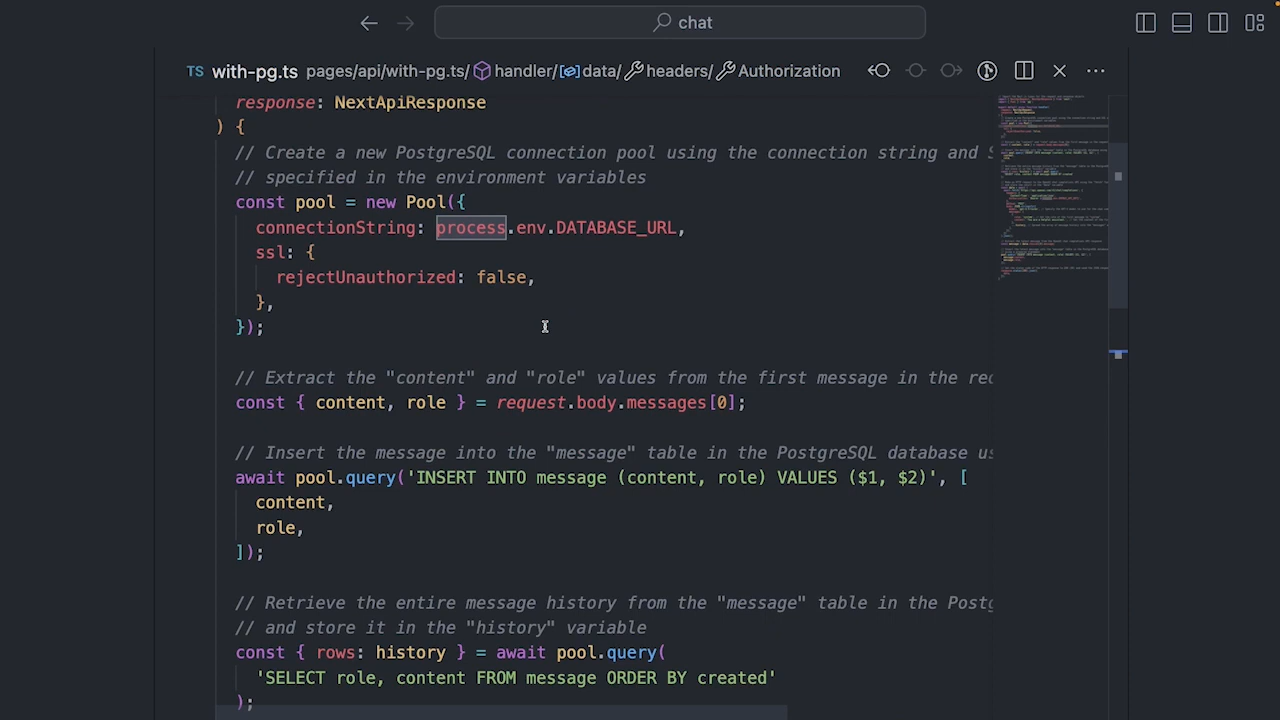 chat
TS with-pg.ts pages/api/with-pg.ts/ handler/ data/ headers/ Authorization
response: NextApiResponse
) {
// Create a new PostgreSQL connection pool using the connection string and S
// specified in the environment variables
const pool = new Pool({
connectionString: process.env.DATABASE_URL,
ssl: {
rejectUnauthorized: false,
},
});
// Extract the "content" and "role" values from the first message in the req
const { content, role } = request.body.messages[0];
// Insert the message into the "message" table in the PostgreSQL database us
await pool.query('INSERT INTO message (content, role) VALUES ($1, $2)', [
content,
role,
]);
// Retrieve the entire message history from the "message" table in the Postg
// and store it in the "history" variable
const { rows: history } = await pool.query(
'SELECT role, content FROM message ORDER BY created'
);